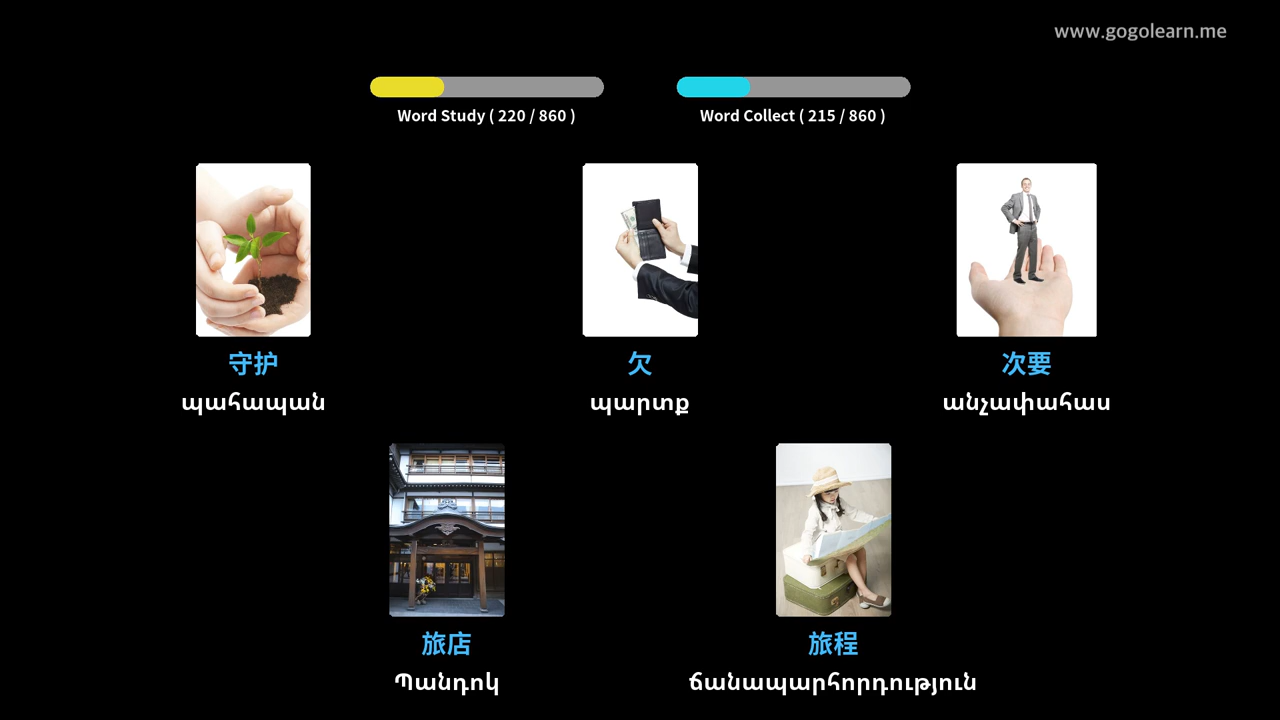 www.gogolearn.me
Word Study ( 220 / 860 )
Word Collect ( 215 / 860 )
守护
պահապան
欠
պարտք
次要
անչափահաս
旅店
Պանդոկ
旅程
ճանապարհորդություն